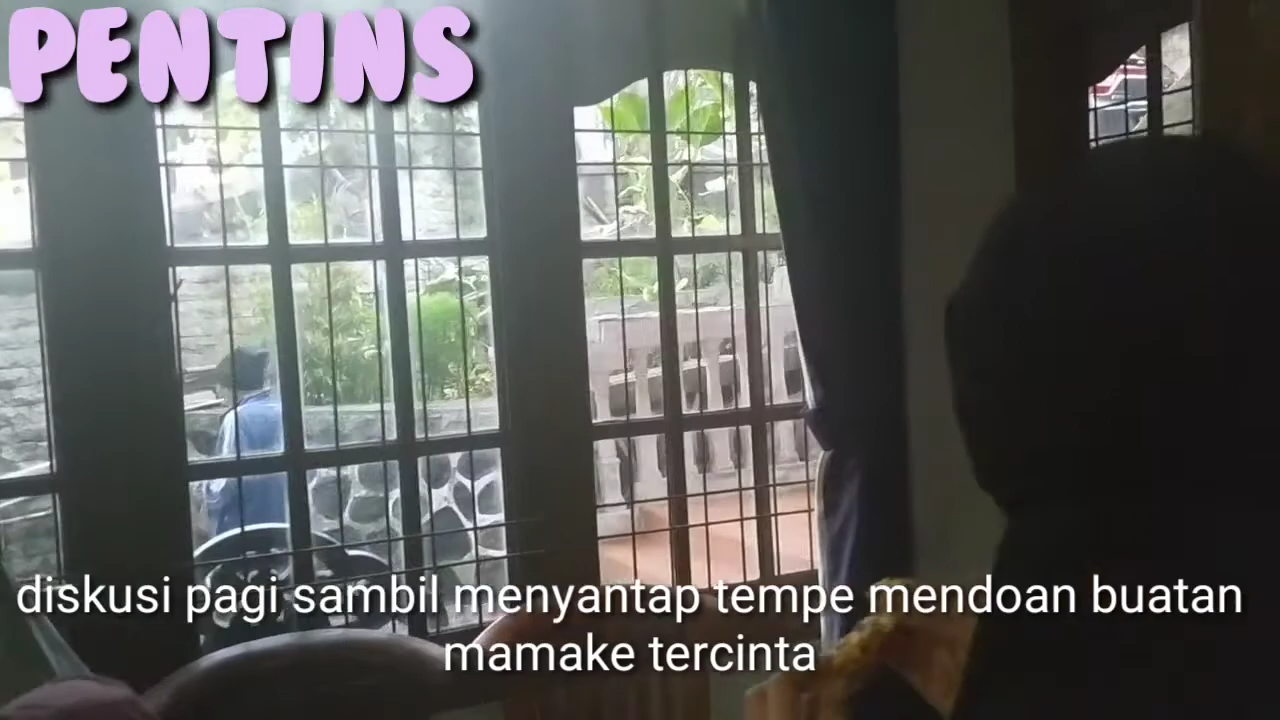 PENTINS
diskusi pagi sambil menyantap tempe mendoan buatan
mamake tercinta